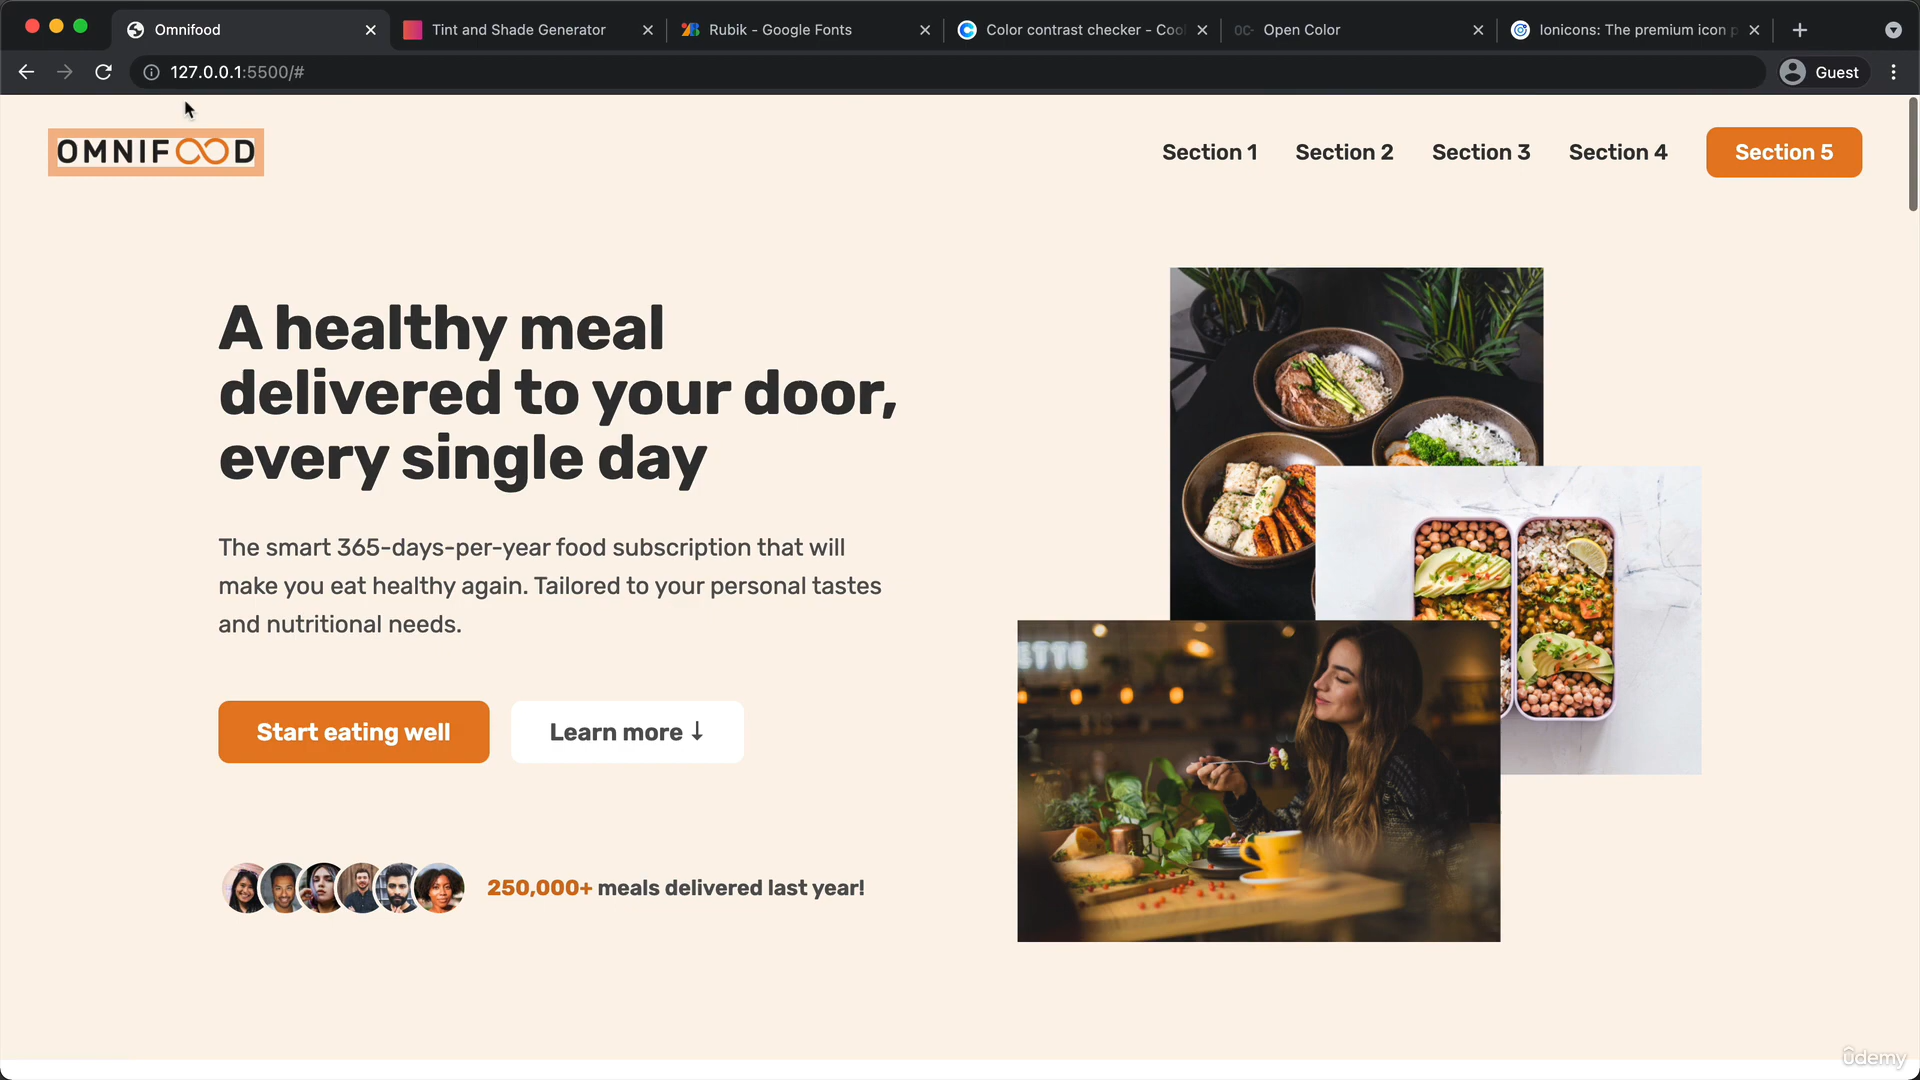 Omnifood
Tint and Shade Generator
Rubik - Google Fonts
Color contrast checker - Cool
OC- Open Color
Ionicons: The premium icon p
127.0.0.1:5500/#
Guest
OMNIFOOD
Section 1
Section 2
Section 3
Section 4
Section 5
A healthy meal
delivered to your door,
every single day
The smart 365-days-per-year food subscription that will
make you eat healthy again. Tailored to your personal tastes
and nutritional needs.
Start eating well
Learn more ↓
250,000+ meals delivered last year!
ûdemy